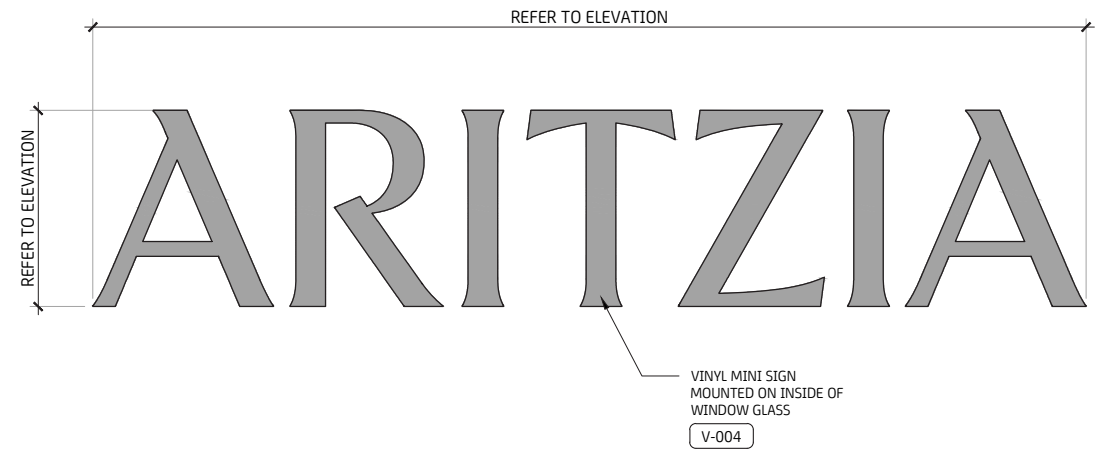 REFER TO ELEVATION
REFER TO ELEVATION
ARITZIA
VINYL MINI SIGN
MOUNTED ON INSIDE OF
WINDOW GLASS
V-004